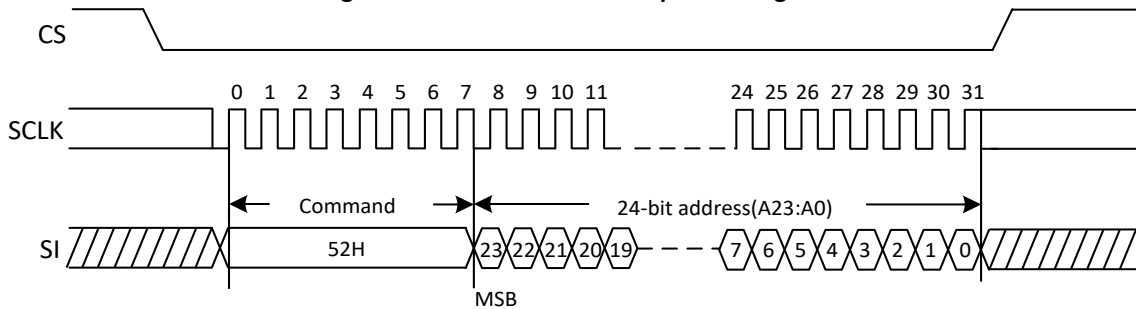 CS
0 1 2 3 4 5 6 7 8 9 10 11 24 25 26 27 28 29 30 31
SCLK
Command 24-bit address(A23:A0)
SI 52H 23 22 21 20 19 7 6 5 4 3 2 1 0
MSB